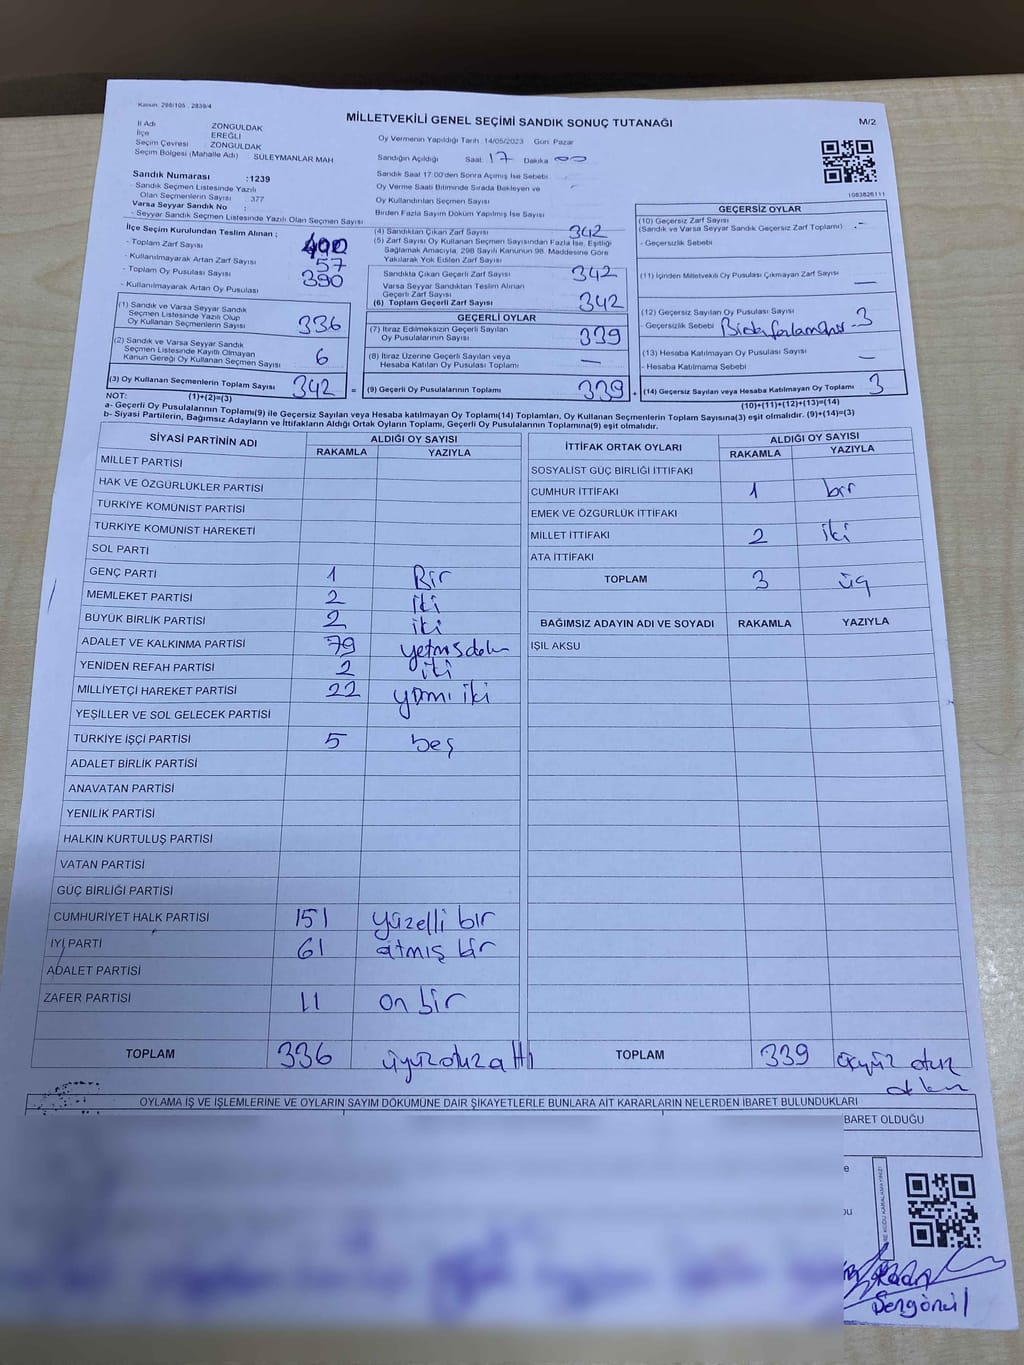 Kanun: 298/105 , 2839/4
MİLLETVEKİLİ GENEL SEÇİMİ SANDIK SONUÇ TUTANAĞI
M/2
İl Adı ZONGULDAK
İlçe EREĞLİ
Seçim Çevresi ZONGULDAK
Seçim Bölgesi (Mahalle Adı) : SÜLEYMANLAR MAH
Sandık Numarası :1239
- Sandık Seçmen Listesinde Yazılı
Olan Seçmenlerin Sayısı : 377
Varsa Seyyar Sandık No :
- Seyyar Sandık Seçmen Listesinde Yazılı Olan Seçmen Sayısı
Oy Vermenin Yapıldığı Tarih :14/05/2023 Gün: Pazar
Sandığın Açıldığı Saat: 17 Dakika 00
Sandık Saat 17:00'den Sonra Açımış İse Sebebi
Oy Verme Saati Bitiminde Sırada Bekleyen ve
Oy Kullandırılan Seçmen Sayısı
Birden Fazla Sayım Döküm Yapılmış İse Sayısı
1083826111
İlçe Seçim Kurulundan Teslim Alınan ;
- Toplam Zarf Sayısı 400
- Kullanılmayarak Artan Zarf Sayısı 57
- Toplam Oy Pusulası Sayısı 390
- Kullanılmayarak Artan Oy Pusulası
(1) Sandık ve Varsa Seyyar Sandık
Seçmen Listesinde Yazılı Olup
Oy Kullanan Seçmenlerin Sayısı 336
(2) Sandık ve Varsa Seyyar Sandık
Seçmen Listesinde Kayıtlı Olmayan
Kanun Gereği Oy Kullanan Seçmen Sayısı 6
(3) Oy Kullanan Seçmenlerin Toplam Sayısı 342
(1)+(2)=(3)
(4) Sandıktan Çıkan Zarf Sayısı 342
(5) Zarf Sayısı Oy Kullanan Seçmen Sayısından Fazla İse, Eşitliği
Sağlamak Amacıyla, 298 Sayılı Kanunun 98. Maddesine Göre
Yakılarak Yok Edilen Zarf Sayısı
Sandıkta Çıkan Geçerli Zarf Sayısı 342
Varsa Seyyar Sandıktan Teslim Alınan
Geçerli Zarf Sayısı
(6) Toplam Geçerli Zarf Sayısı 342
GEÇERLİ OYLAR
(7) İtiraz Edilmeksizin Geçerli Sayılan
Oy Pusulalarının Sayısı 339
(8) İtiraz Üzerine Geçerli Sayılan veya
Hesaba Katılan Oy Pusulası Toplamı —
= (9) Geçerli Oy Pusulalarının Toplamı 339
GEÇERSİZ OYLAR
(10) Geçersiz Zarf Sayısı
(Sandık ve Varsa Seyyar Sandık Geçersiz Zarf Toplamı) : -
- Geçersizlik Sebebi
(11) İçinden Milletvekili Oy Pusulası Çıkmayan Zarf Sayısı —
(12) Geçersiz Sayılan Oy Pusulası Sayısı 3
- Geçersizlik Sebebi
(13) Hesaba Katılmayan Oy Pusulası Sayısı —
- Hesaba Katılmama Sebebi
+ (14) Geçersiz Sayılan veya Hesaba Katılmayan Oy Toplamı 3
(10)+(11)+(12)+(13)=(14)
NOT:
a- Geçerli Oy Pusulalarının Toplamı(9) ile Geçersiz Sayılan veya Hesaba katılmayan Oy Toplamı(14) Toplamları, Oy Kullanan Seçmenlerin Toplam Sayısına(3) eşit olmalıdır. (9)+(14)=(3)
b- Siyasi Partilerin, Bağımsız Adayların ve İttifakların Aldığı Ortak Oyların Toplamı, Geçerli Oy Pusulalarının Toplamına(9) eşit olmalıdır.
SİYASİ PARTİNİN ADI ALDIĞI OY SAYISI
RAKAMLA YAZIYLA
MİLLET PARTİSİ
HAK VE ÖZGÜRLÜKLER PARTİSİ
TÜRKİYE KOMÜNİST PARTİSİ
TÜRKİYE KOMÜNİST HAREKETİ
SOL PARTİ
GENÇ PARTİ 1 Bir
MEMLEKET PARTİSİ 2 iki
BÜYÜK BİRLİK PARTİSİ 2 iki
ADALET VE KALKINMA PARTİSİ 79
YENİDEN REFAH PARTİSİ 2 iki
MİLLİYETÇİ HAREKET PARTİSİ 22 yirmi iki
YEŞİLLER VE SOL GELECEK PARTİSİ
TÜRKİYE İŞÇİ PARTİSİ 5 beş
ADALET BİRLİK PARTİSİ
ANAVATAN PARTİSİ
YENİLİK PARTİSİ
HALKIN KURTULUŞ PARTİSİ
VATAN PARTİSİ
GÜÇ BİRLİĞİ PARTİSİ
CUMHURİYET HALK PARTİSİ 151 yüzelli bir
İYİ PARTİ 61 atmış bir
ADALET PARTİSİ
ZAFER PARTİSİ 11 on bir
TOPLAM 336
İTTİFAK ORTAK OYLARI ALDIĞI OY SAYISI
RAKAMLA YAZIYLA
SOSYALİST GÜÇ BİRLİĞİ İTTİFAKI
CUMHUR İTTİFAKI 1 bir
EMEK VE ÖZGÜRLÜK İTTİFAKI
MİLLET İTTİFAKI 2 iki
ATA İTTİFAKI
TOPLAM 3 üç
BAĞIMSIZ ADAYIN ADI VE SOYADI RAKAMLA YAZIYLA
IŞIL AKSU
TOPLAM 339
OYLAMA İŞ VE İŞLEMLERİNE VE OYLARIN SAYIM DÖKÜMÜNE DAİR ŞİKAYETLERLE BUNLARA AİT KARARLARIN NELERDEN İBARET BULUNDUKLARI
BARET OLDUĞU
Şengönül